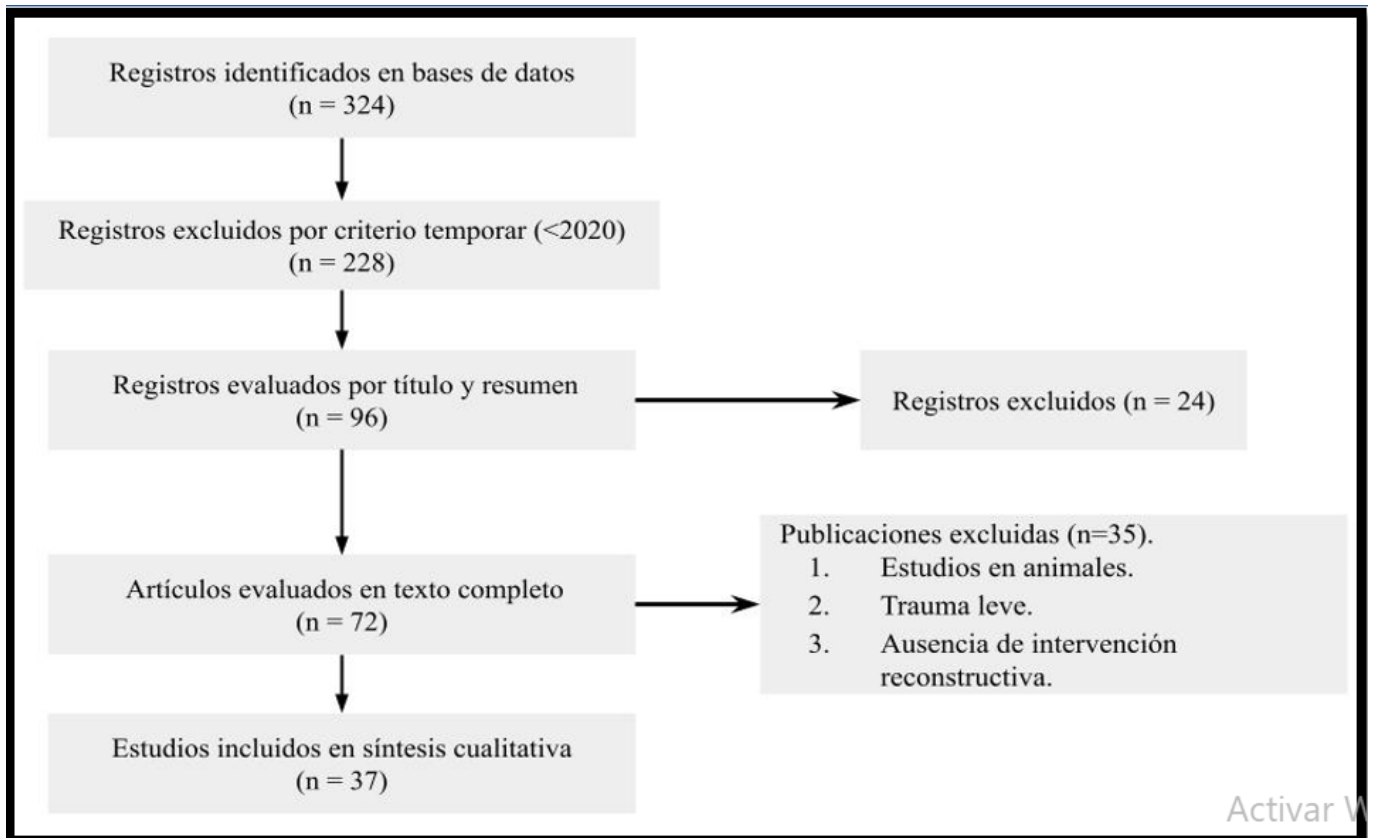 Registros identificados en bases de datos
(n = 324)
Registros excluidos por criterio temporar (<2020)
(n = 228)
Registros evaluados por título y resumen
(n = 96)
Registros excluidos (n = 24)
Publicaciones excluidas (n=35).
1. Estudios en animales.
2. Trauma leve.
3. Ausencia de intervención
reconstructiva.
Artículos evaluados en texto completo
(n = 72)
Estudios incluidos en síntesis cualitativa
(n = 37)
Activar W